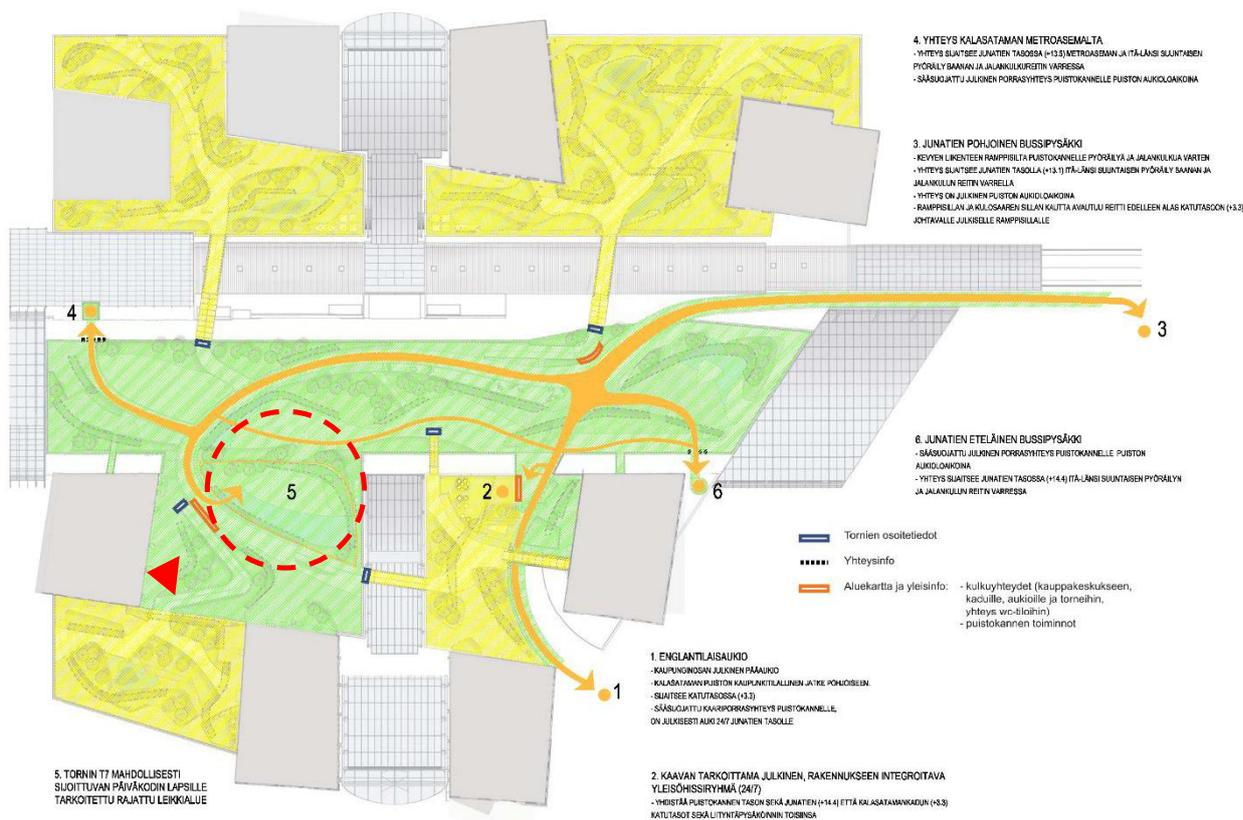 4. YHTEYS KALASATAMAN METROASEMALTA
- YHTEYS SIJAITSEE JUNATIEN TASOSSA (+13.5) METROASEMAN JA ITÄ-LÄNSI SUUNTAISEN
PYÖRÄILY BAANAN JA JALANKULKUREITIN VARRESSA
- SÄÄSUOJATTU JULKINEN PORRASYHTEYS PUISTOKANNELLE PUISTON AUKIOLOAIKOINA
3. JUNATIEN POHJOINEN BUSSIPYSÄKKI
- KEVYEN LIIKENTEEN RAMPPISILTA PUISTOKANNELLE PYÖRÄILYÄ JA JALANKULKUA VARTEN
- YHTEYS SIJAITSEE JUNATIEN TASOLLA (+13.1) ITÄ-LÄNSI SUUNTAISEN PYÖRÄILY BAANAN JA
JALANKULUN REITIN VARRELLA
- YHTEYS ON JULKINEN PUISTON AUKIOLOAIKOINA
- RAMPPISILLAN JA KULOSAAREN SILLAN KAUTTA AVAUTUU REITTI EDELLEEN ALAS KATUTASOON (+3.3)
JOHTAVALLE JULKISELLE RAMPPISILLALLE
4
3
5
2
6
1
6. JUNATIEN ETELÄINEN BUSSIPYSÄKKI
- SÄÄSUOJATTU JULKINEN PORRASYHTEYS PUISTOKANNELLE PUISTON
AUKIOLOAIKOINA
- YHTEYS SIJAITSEE JUNATIEN TASOSSA (+14.4) ITÄ-LÄNSI SUUNTAISEN PYÖRÄILYN
JA JALANKULUN REITIN VARRESSA
Tornien osoitetiedot
Yhteysinfo
Aluekartta ja yleisinfo: - kulkuyhteydet (kauppakeskukseen,
kaduille, aukioille ja torneihin,
yhteys wc-tiloihin)
- puistokannen toiminnot
1. ENGLANTILAISAUKIO
- KAUPUNGINOSAN JULKINEN PÄÄAUKIO
- KALASATAMAN PUISTON KAUPUNKITILALLINEN JATKE POHJOISEEN.
- SIJAITSEE KATUTASOSSA (+3.3)
- SÄÄSUOJATTU KAARIPORRASYHTEYS PUISTOKANNELLE,
ON JULKISESTI AUKI 24/7 JUNATIEN TASOLLE
5. TORNIN T7 MAHDOLLISESTI
SIJOITTUVAN PÄIVÄKODIN LAPSILLE
TARKOITETTU RAJATTU LEIKKIALUE
2. KAAVAN TARKOITTAMA JULKINEN, RAKENNUKSEEN INTEGROITAVA
YLEISÖHISSIRYHMÄ (24/7)
- YHDISTÄÄ PUISTOKANNEN TASON SEKÄ JUNATIEN (+14.4) ETTÄ KALASATAMANKADUN (+3.3)
KATUTASOT SEKÄ LIITYNTÄPYSÄKÖINNIN TOISIINSA